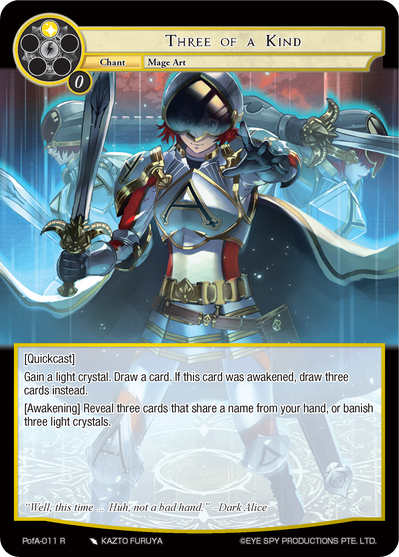 THREE OF A KIND
Chant Mage Art
0
A
[Quickcast]
Gain a light crystal. Draw a card. If this card was awakened, draw three
cards instead.
[Awakening] Reveal three cards that share a name from your hand, or banish
three light crystals.
"Well, this time ... Huh, not a bad hand." –Dark Alice
PofA-011 R KAZTO FURUYA ©EYE SPY PRODUCTIONS PTE. LTD.